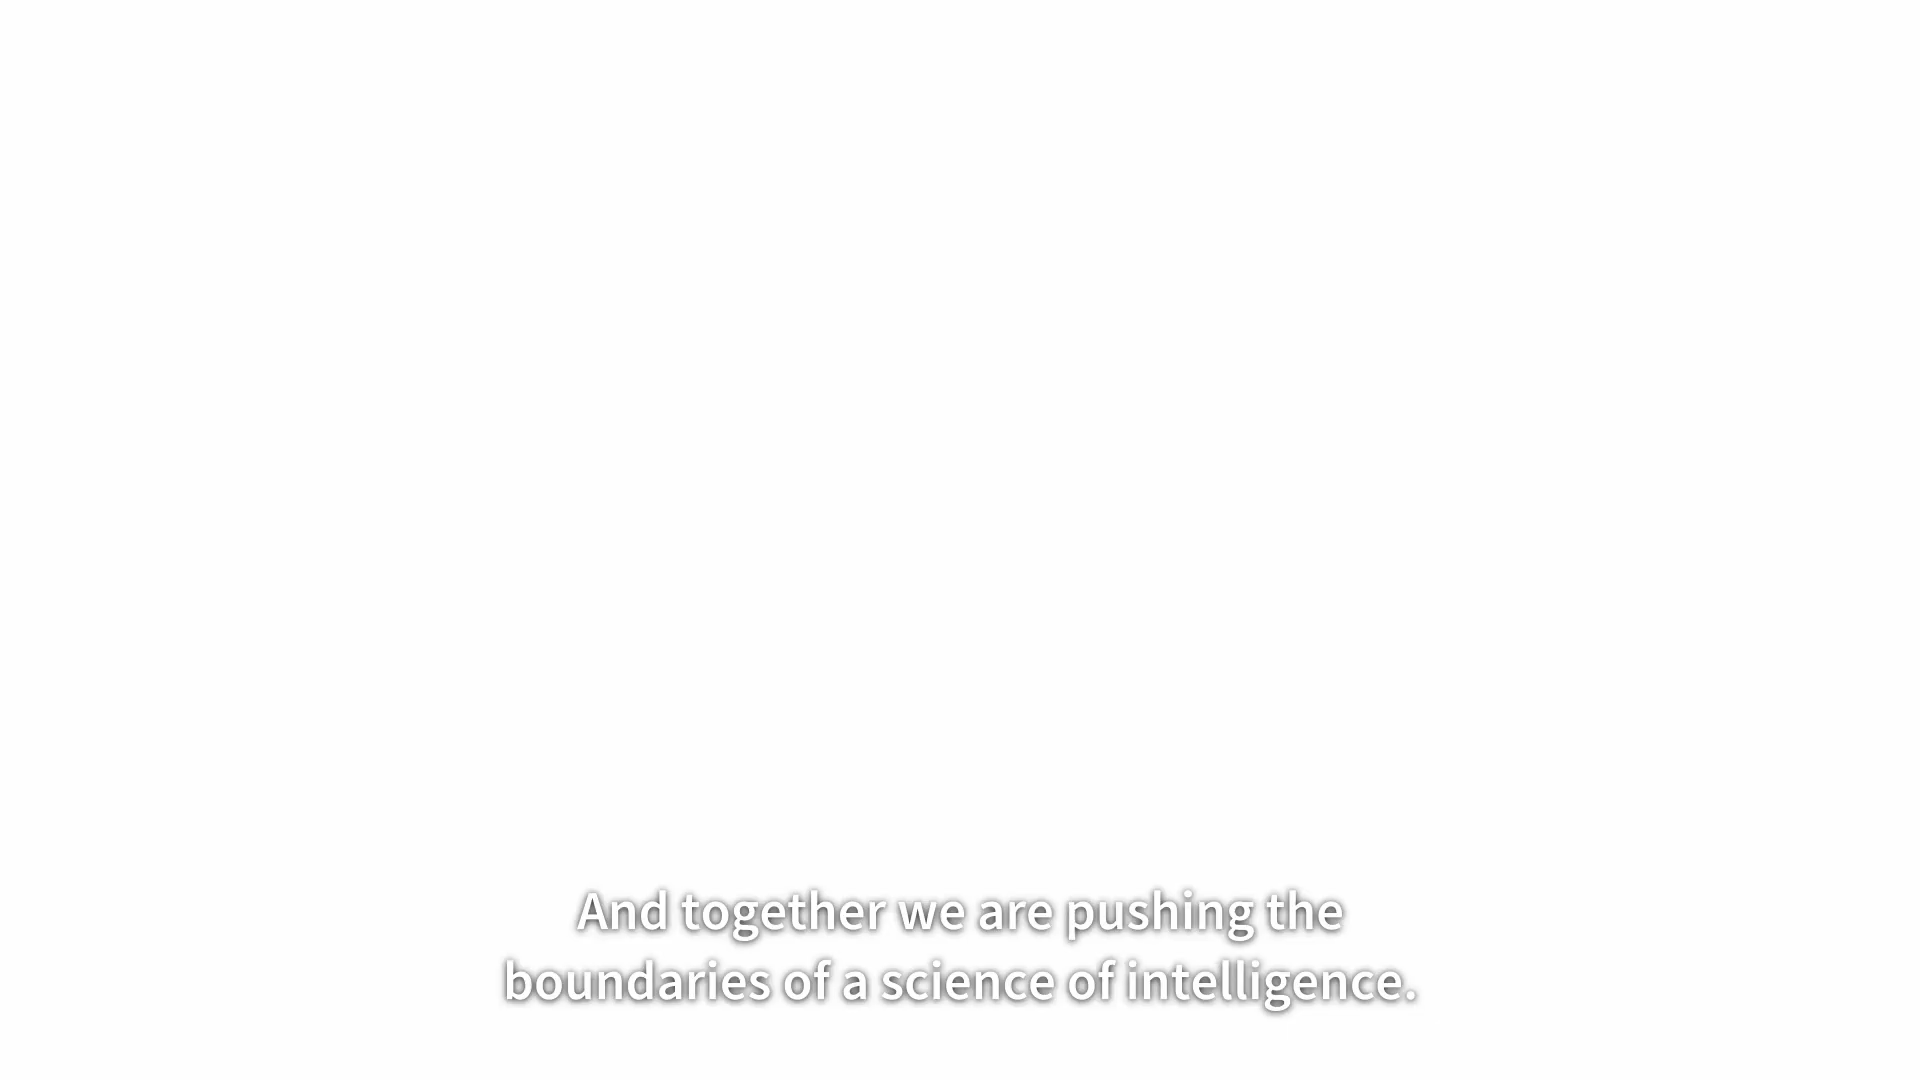 And together we are pushing the
boundaries of a science of intelligence.